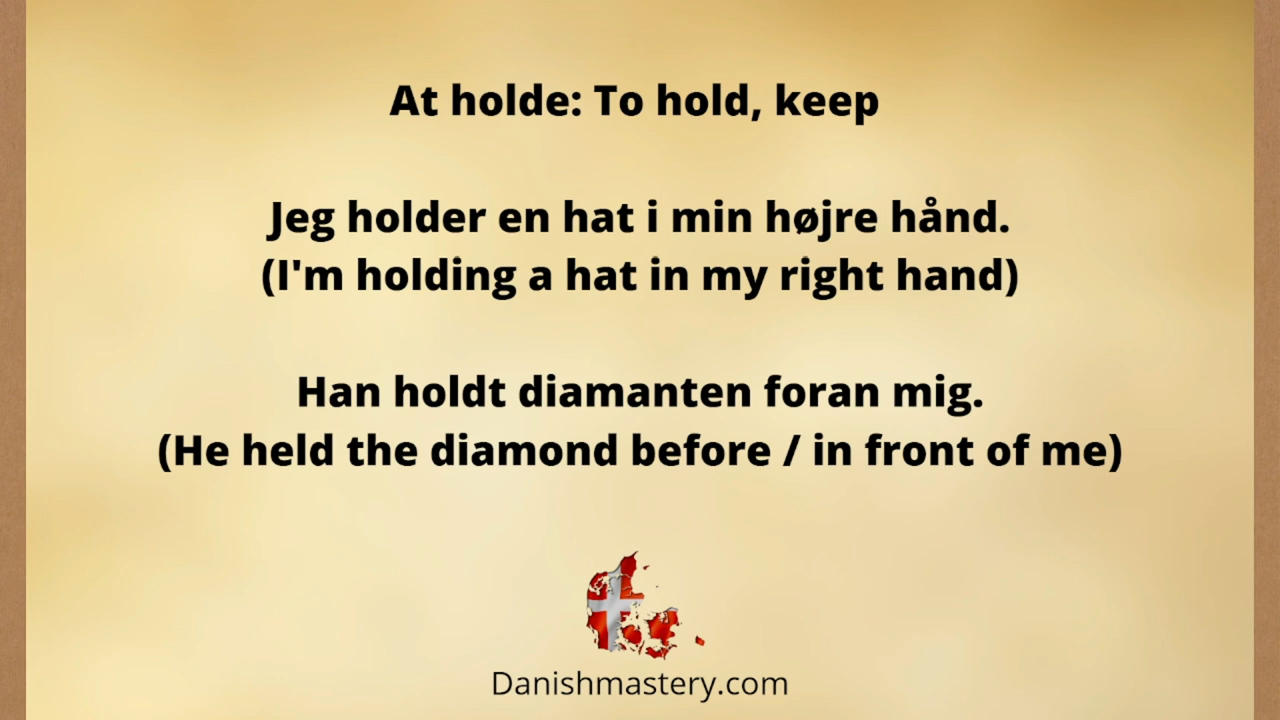 At holde: To hold, keep
Jeg holder en hat i min højre hånd.
(I'm holding a hat in my right hand)
Han holdt diamanten foran mig.
(He held the diamond before / in front of me)
Danishmastery.com